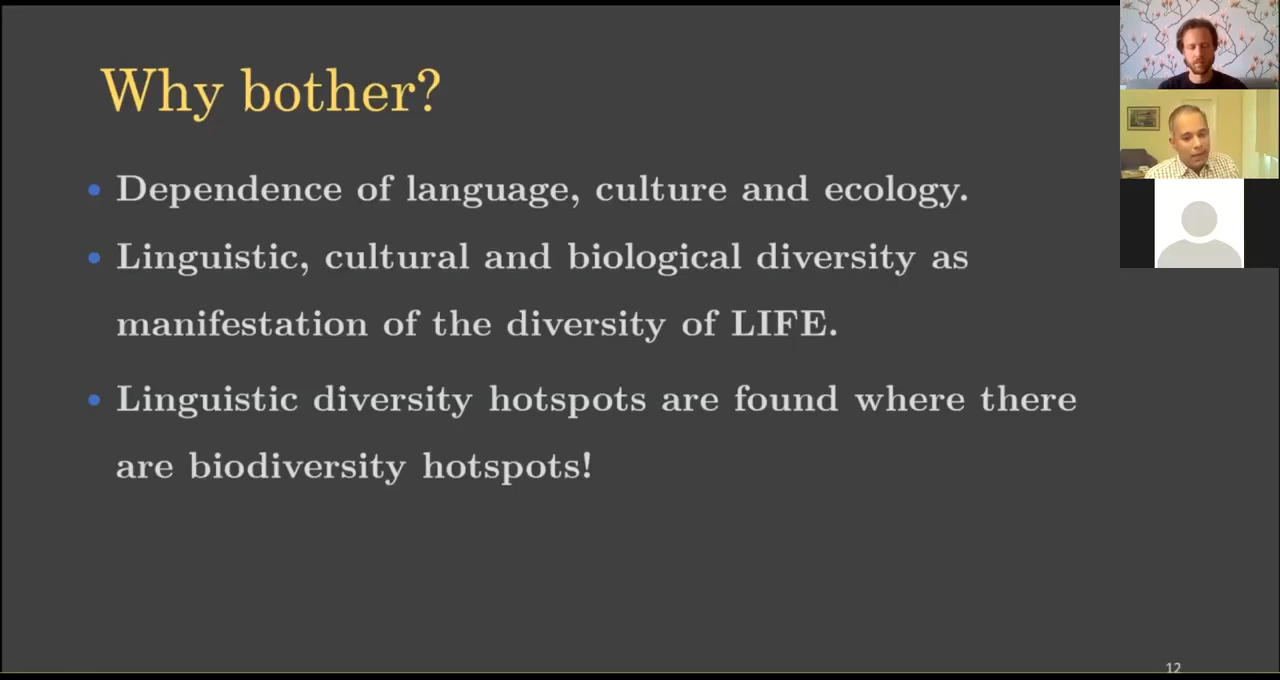 Why bother?
Dependence of language, culture and ecology.
Linguistic, cultural and biological diversity as
manifestation of the diversity of LIFE.
Linguistic diversity hotspots are found where there
are biodiversity hotspots!
12